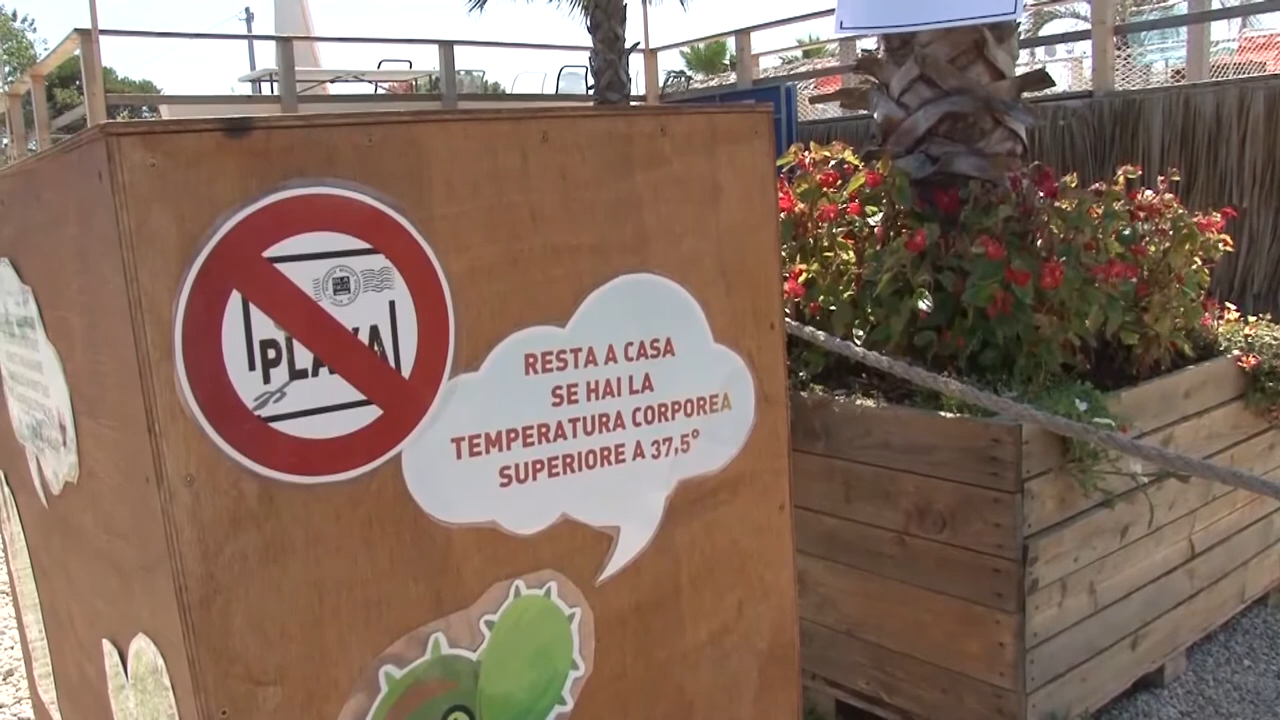 PLAYA
RESTA A CASA
SE HAI LA
TEMPERATURA CORPOREA
SUPERIORE A 37,5°